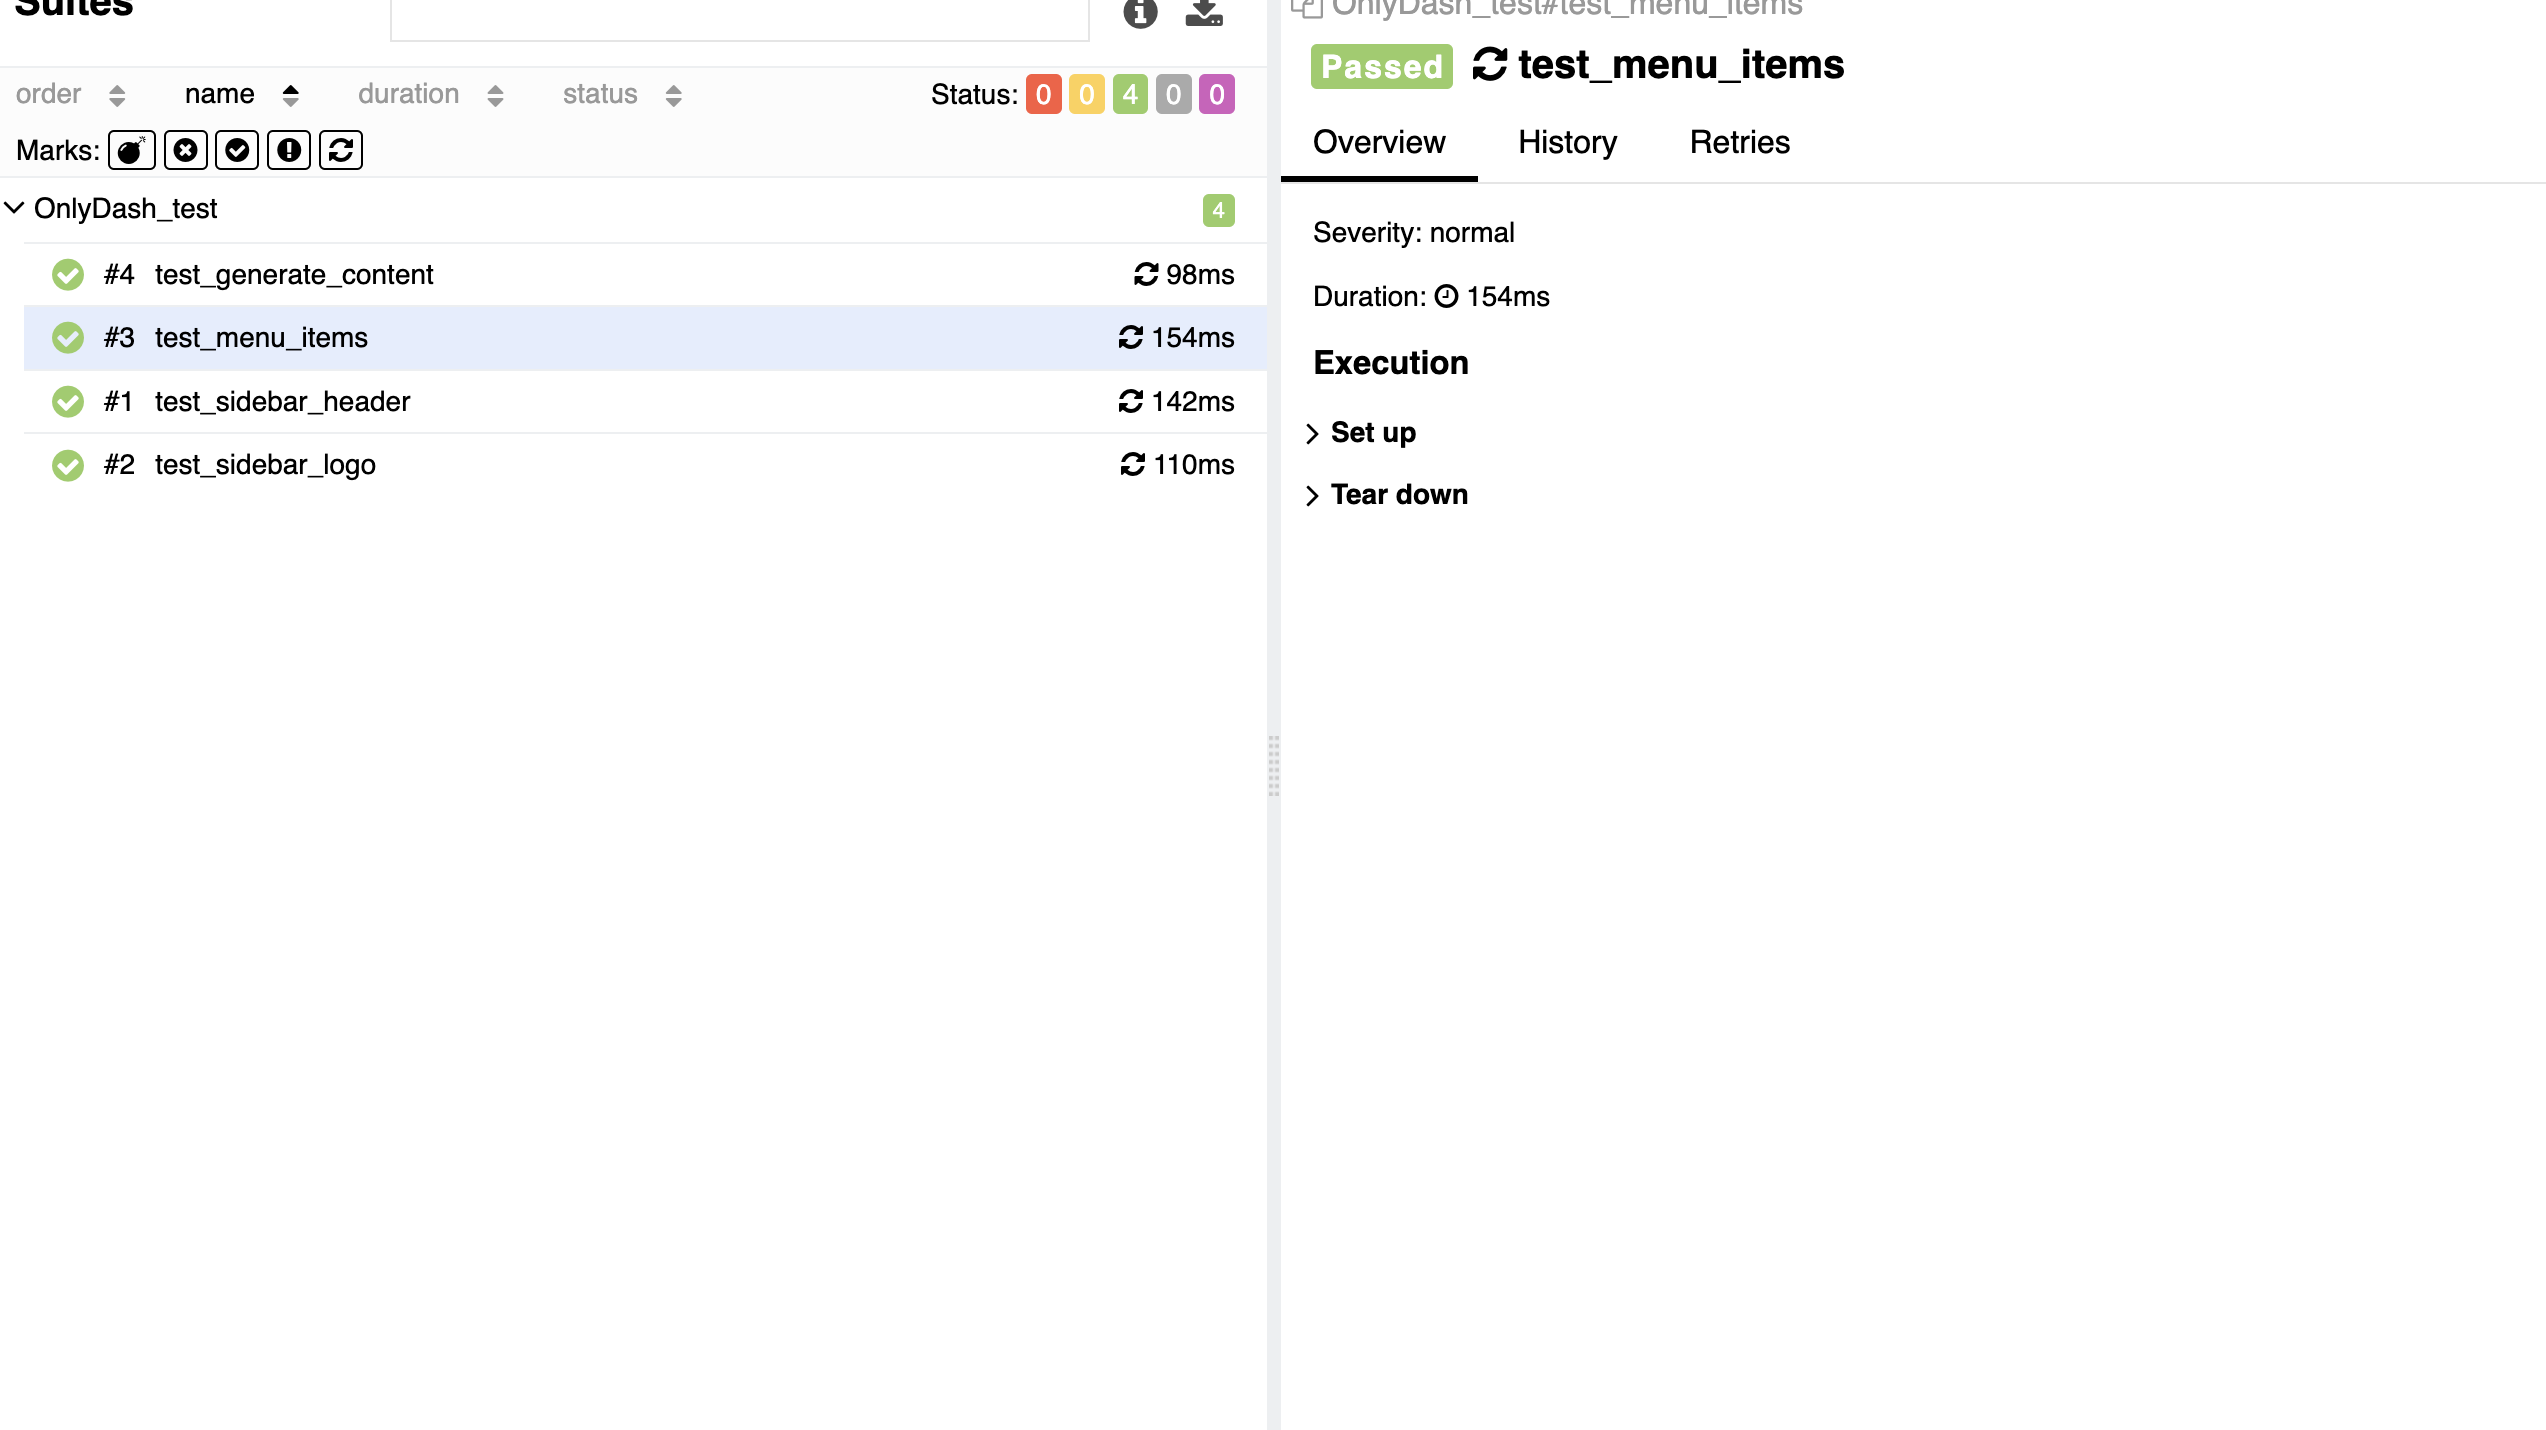 Suites
order name duration status Status: 0 0 4 0 0
Marks:
OnlyDash_test 4
#4 test_generate_content 98ms
#3 test_menu_items 154ms
#1 test_sidebar_header 142ms
#2 test_sidebar_logo 110ms
OnlyDash_test#test_menu_items
Passed test_menu_items
Overview History Retries
Severity: normal
Duration: 154ms
Execution
Set up
Tear down